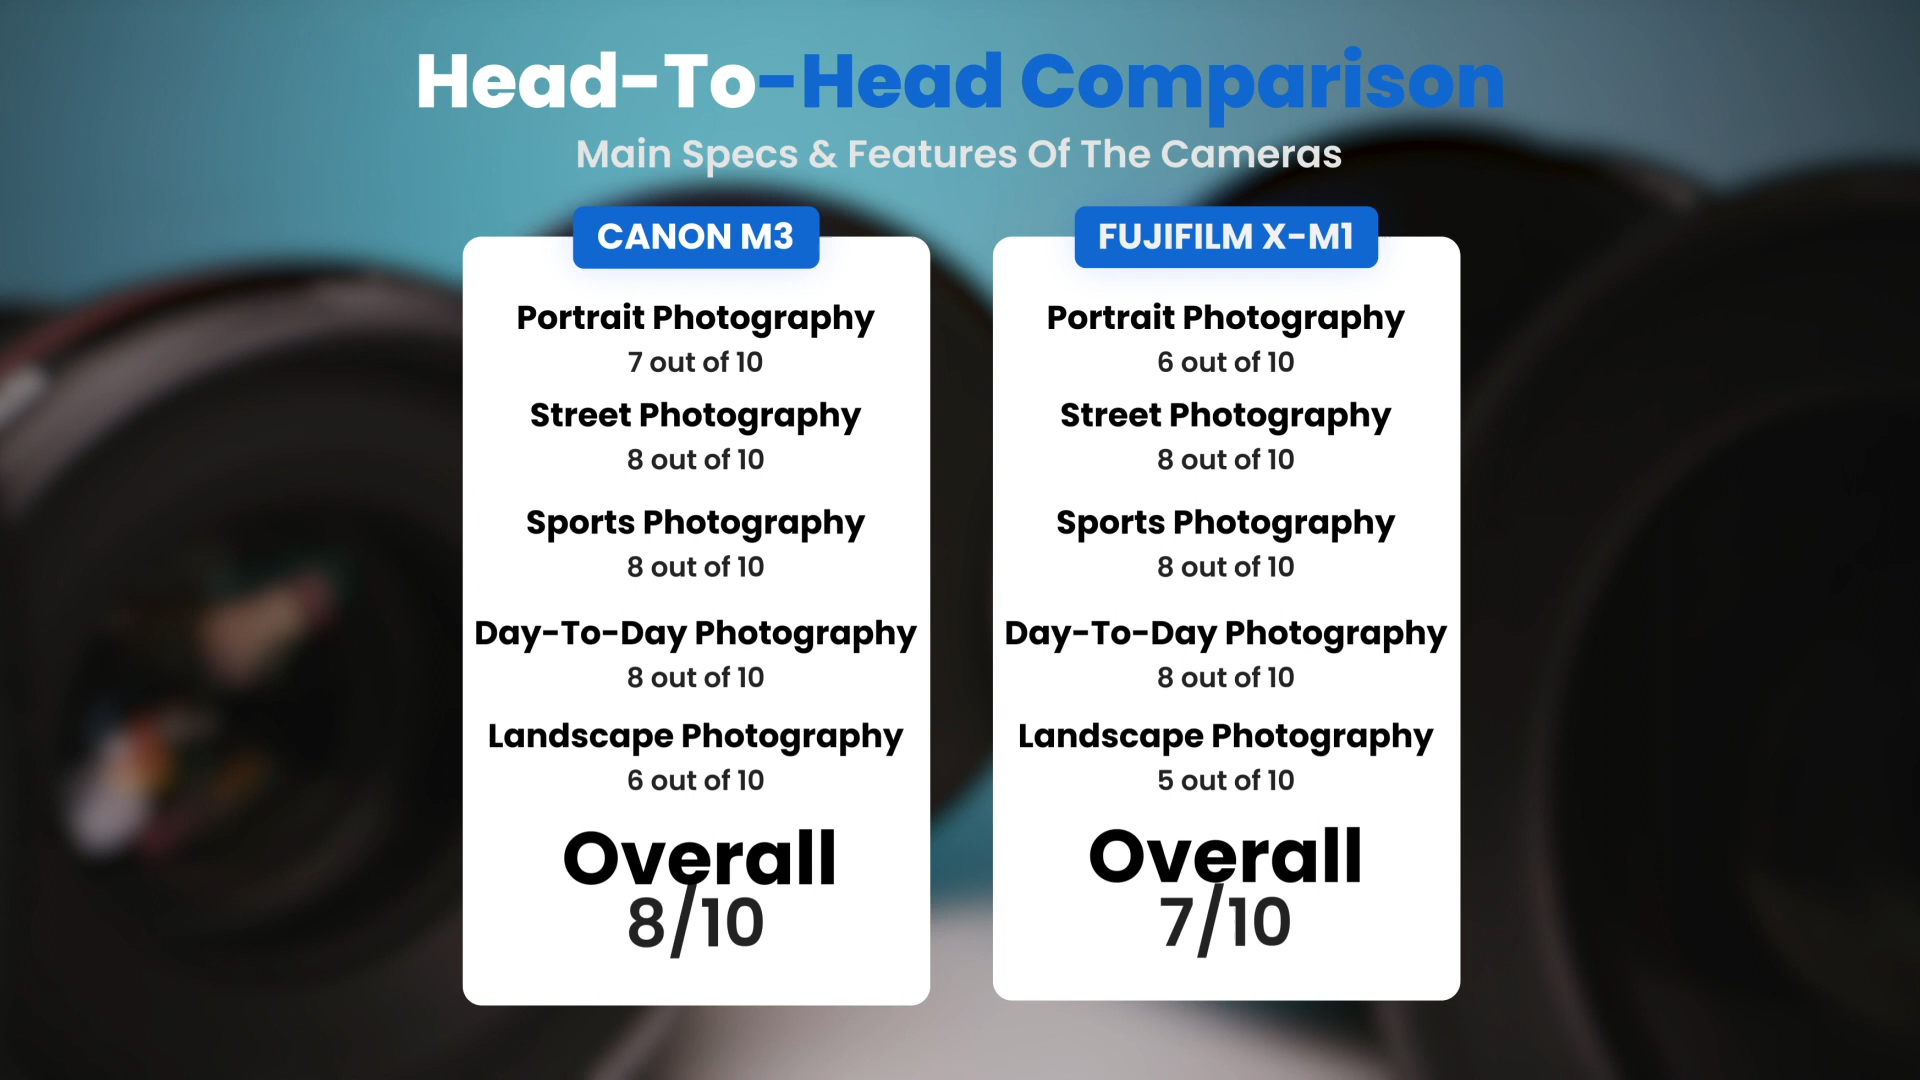 Head-To-Head Comparison
Main Specs & Features Of The Cameras
CANON M3
Portrait Photography
7 out of 10
Street Photography
8 out of 10
Sports Photography
8 out of 10
Day-To-Day Photography
8 out of 10
Landscape Photography
6 out of 10
Overall
8/10
FUJIFILM X-M1
Portrait Photography
6 out of 10
Street Photography
8 out of 10
Sports Photography
8 out of 10
Day-To-Day Photography
8 out of 10
Landscape Photography
5 out of 10
Overall
7/10